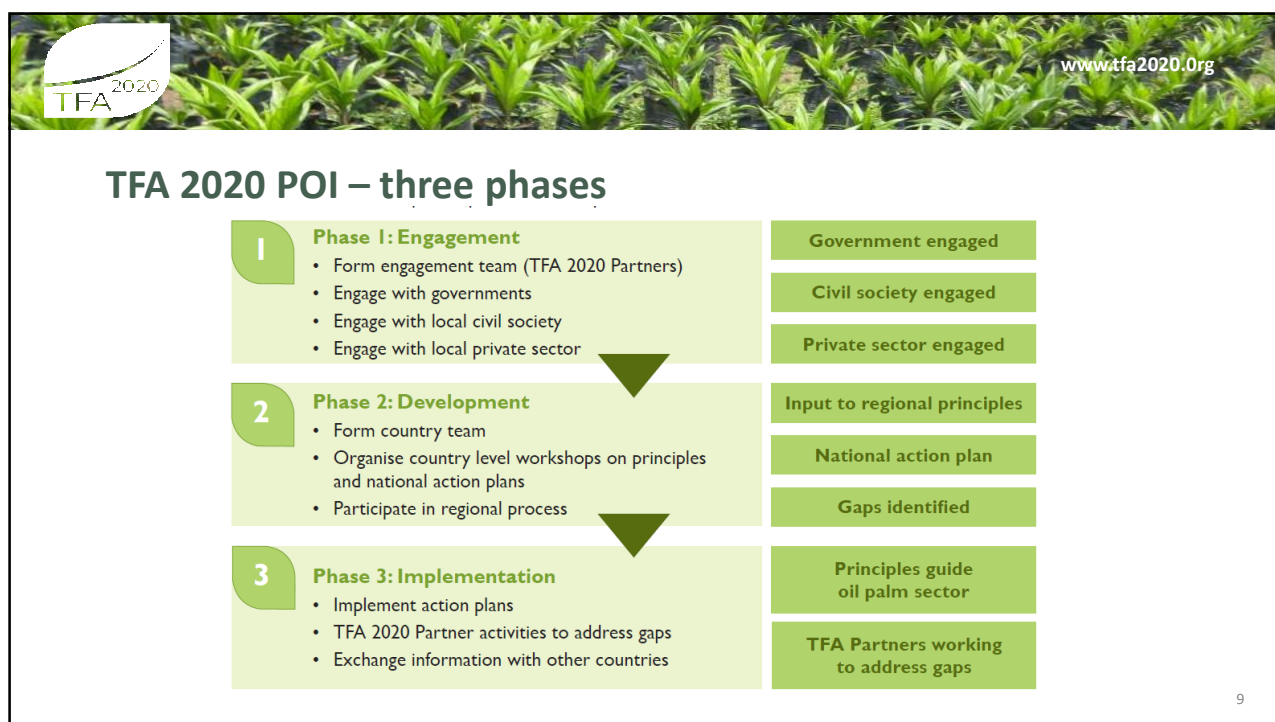 TFA 2020
www.tfa2020.0rg
TFA 2020 POI – three phases
1
Phase 1: Engagement
• Form engagement team (TFA 2020 Partners)
• Engage with governments
• Engage with local civil society
• Engage with local private sector
Government engaged
Civil society engaged
Private sector engaged
2
Phase 2: Development
• Form country team
• Organise country level workshops on principles
and national action plans
• Participate in regional process
Input to regional principles
National action plan
Gaps identified
3
Phase 3: Implementation
• Implement action plans
• TFA 2020 Partner activities to address gaps
• Exchange information with other countries
Principles guide
oil palm sector
TFA Partners working
to address gaps
9